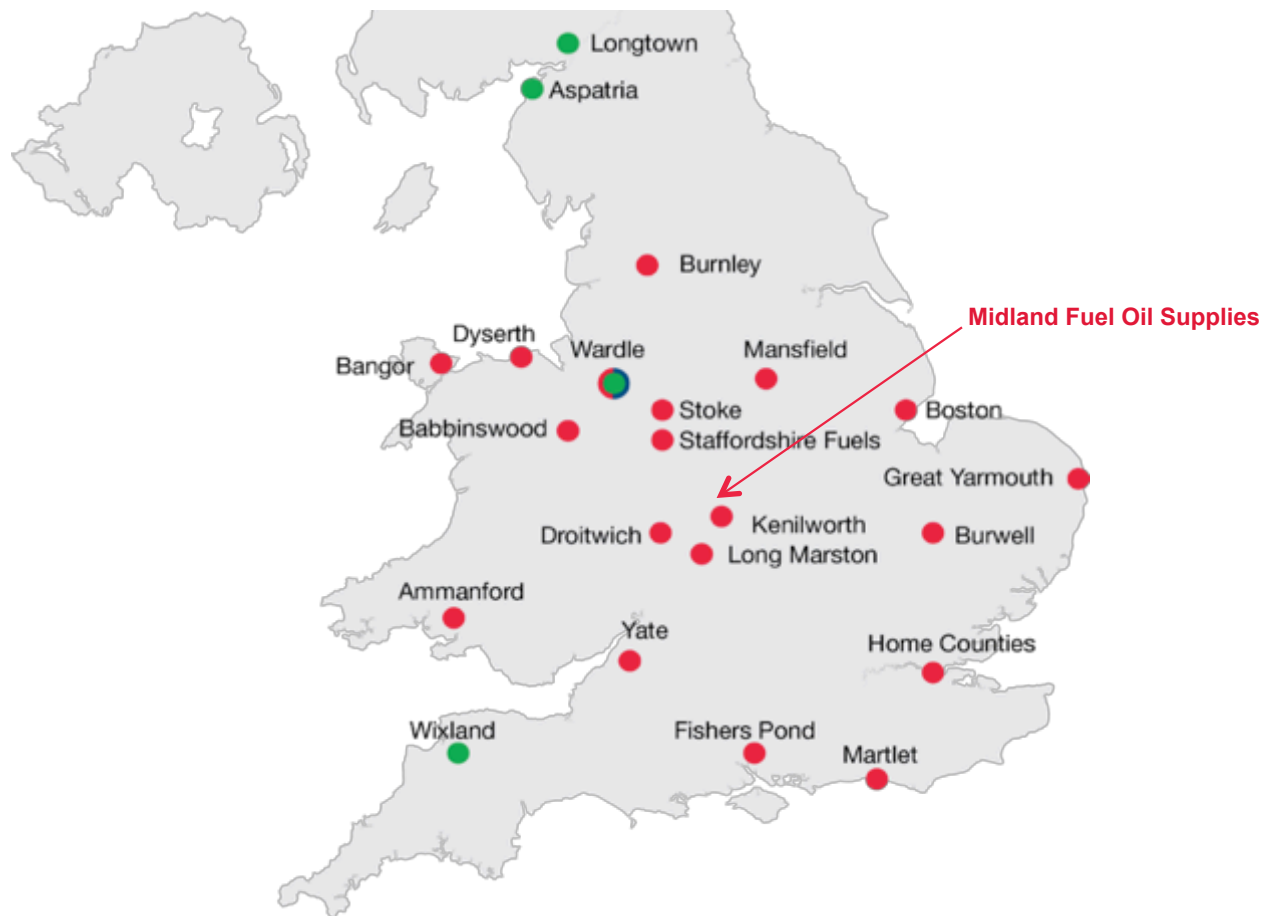 Longtown
Aspatria
Burnley
Midland Fuel Oil Supplies
Dyserth
Wardle
Mansfield
Bangor
Stoke
Boston
Babbinswood
Staffordshire Fuels
Great Yarmouth
Kenilworth
Droitwich
Burwell
Long Marston
Ammanford
Yate
Home Counties
Wixland
Fishers Pond
Martlet